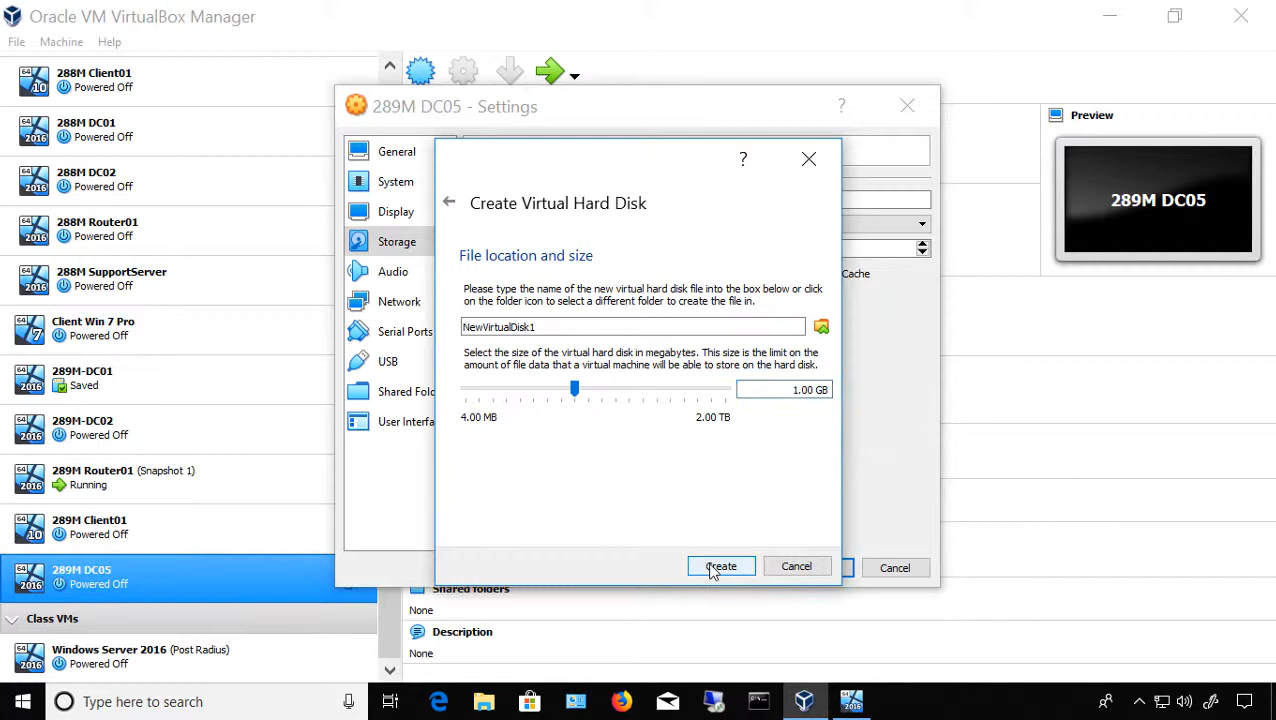 Oracle VM VirtualBox Manager
File Machine Help
288M Client01
Powered Off
288M DC01
Powered Off
288M DC02
Powered Off
288M Router01
Powered Off
288M SupportServer
Powered Off
Client Win 7 Pro
Powered Off
289M-DC01
Saved
289M-DC02
Powered Off
289M Router01 (Snapshot 1)
Running
289M Client01
Powered Off
289M DC05
Powered Off
Class VMs
Windows Server 2016 (Post Radius)
Powered Off
289M DC05 - Settings
?
General
System
Display
Storage
Audio
Network
Serial Ports
USB
Shared Fol
User Interfa
Cache
Cancel
?
Create Virtual Hard Disk
File location and size
Please type the name of the new virtual hard disk file into the box below or click
on the folder icon to select a different folder to create the file in.
NewVirtualDisk1
Select the size of the virtual hard disk in megabytes. This size is the limit on the
amount of file data that a virtual machine will be able to store on the hard disk.
1.00 GB
4.00 MB 2.00 TB
Create Cancel
Preview
289M DC05
Shared folders
None
Description
None
Type here to search